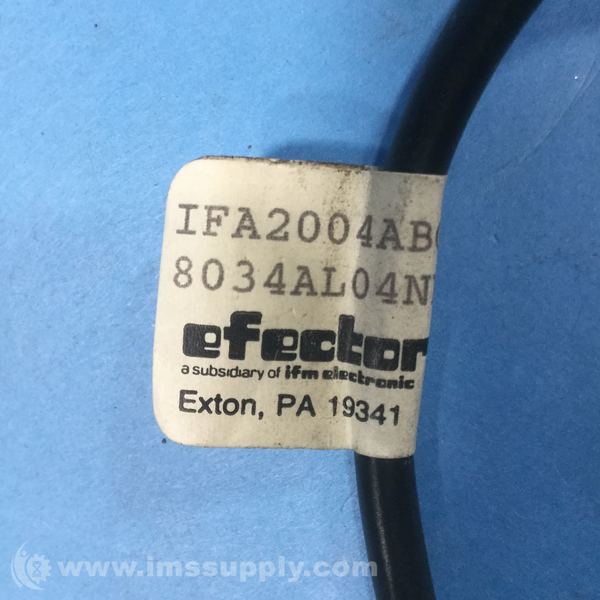 IFA2004AB
8034AL04N
efector
a subsidiary of ifm electronic
Exton, PA 19341
www.imssupply.com